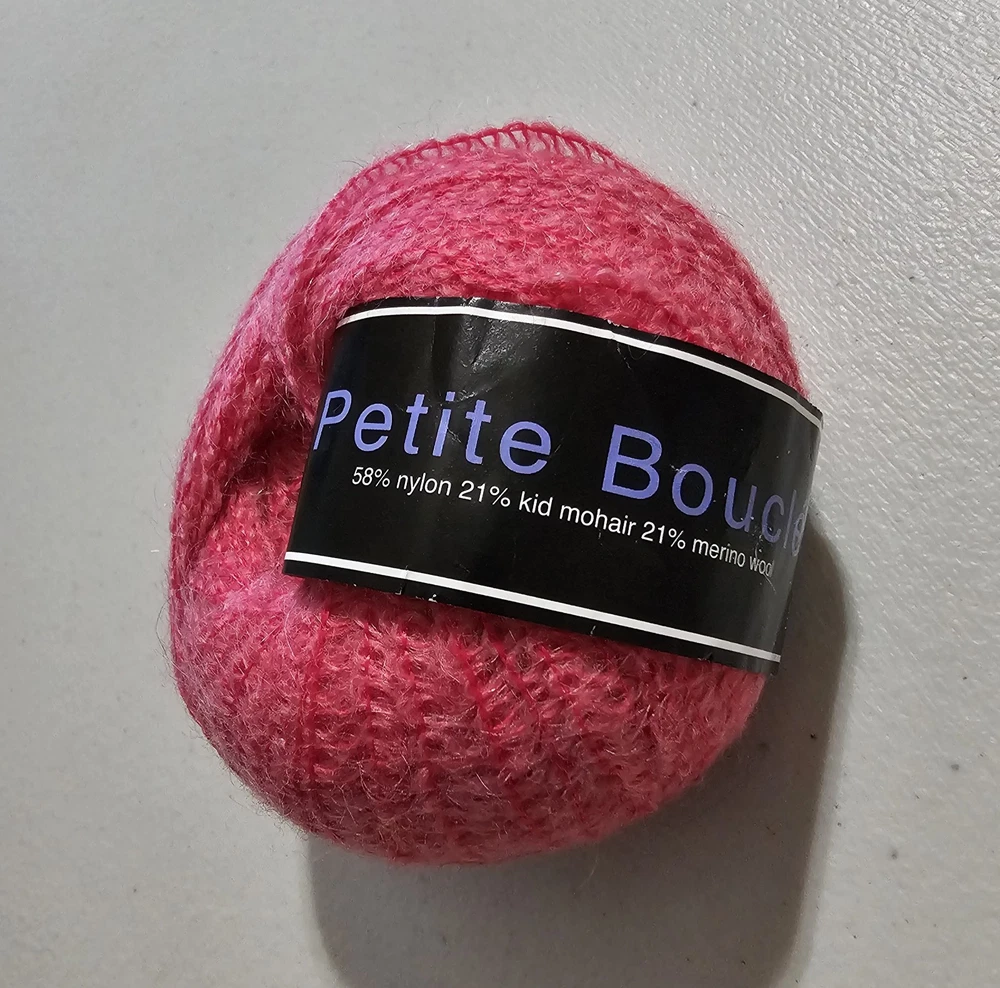 Petite Boucle
58% nylon 21% kid mohair 21% merino wool